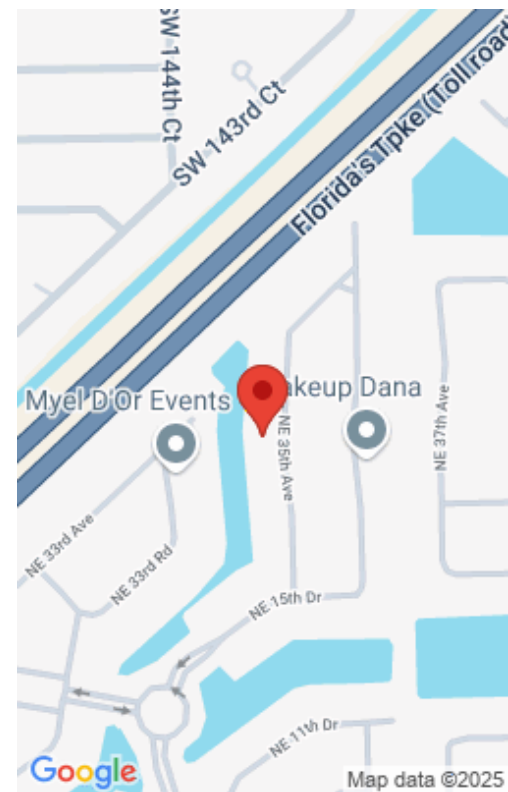 SW 144th Ct
SW 143rd Ct
Florida's Tpke (Toll road)
Myel D'Or Events
akeup Dana
NE 35th Ave
NE 37th Ave
NE 33rd Ave
NE 33rd Rd
NE 15th Dr
NE 11th Dr
Google
Map data ©2025